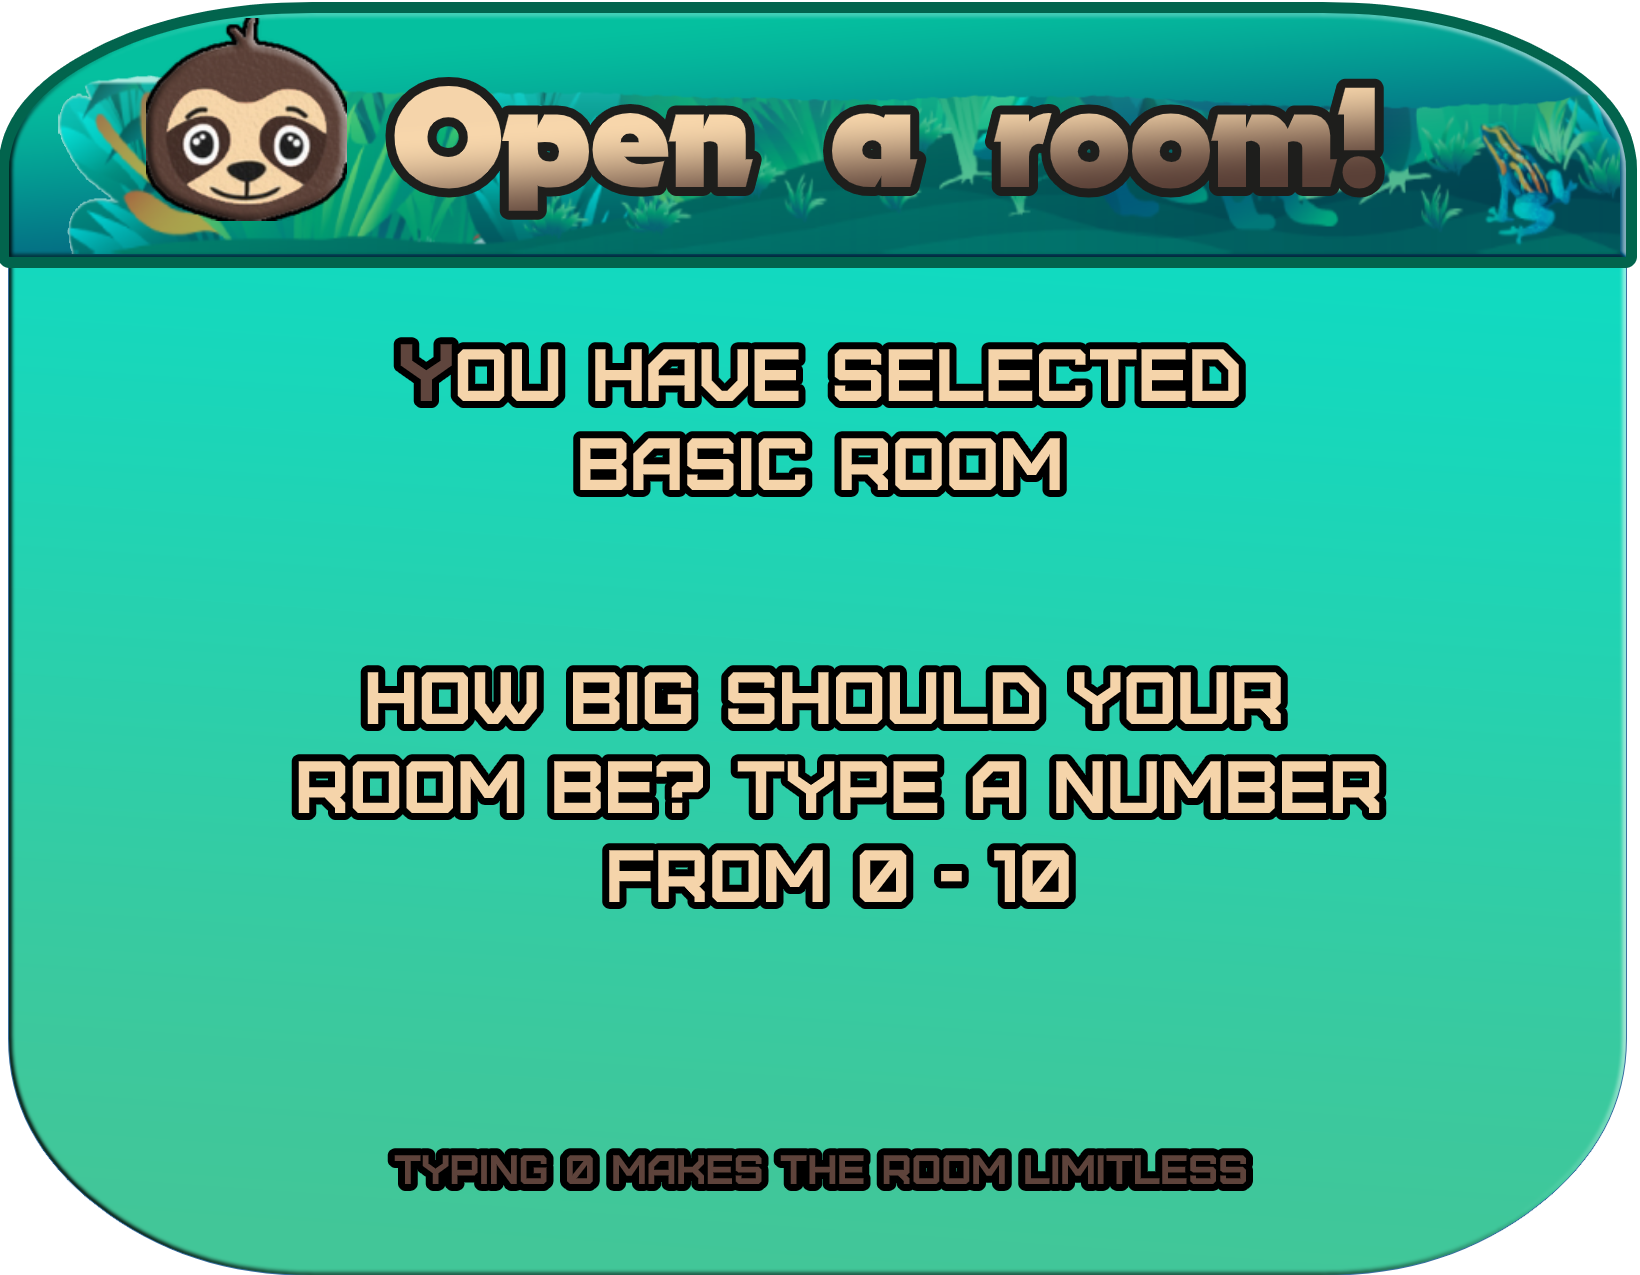 Open a room!
YOU HAVE SELECTED
BASIC ROOM
HOW BIG SHOULD YOUR
ROOM BE? TYPE A NUMBER
FROM 0 - 10
TYPING 0 MAKES THE ROOM LIMITLESS